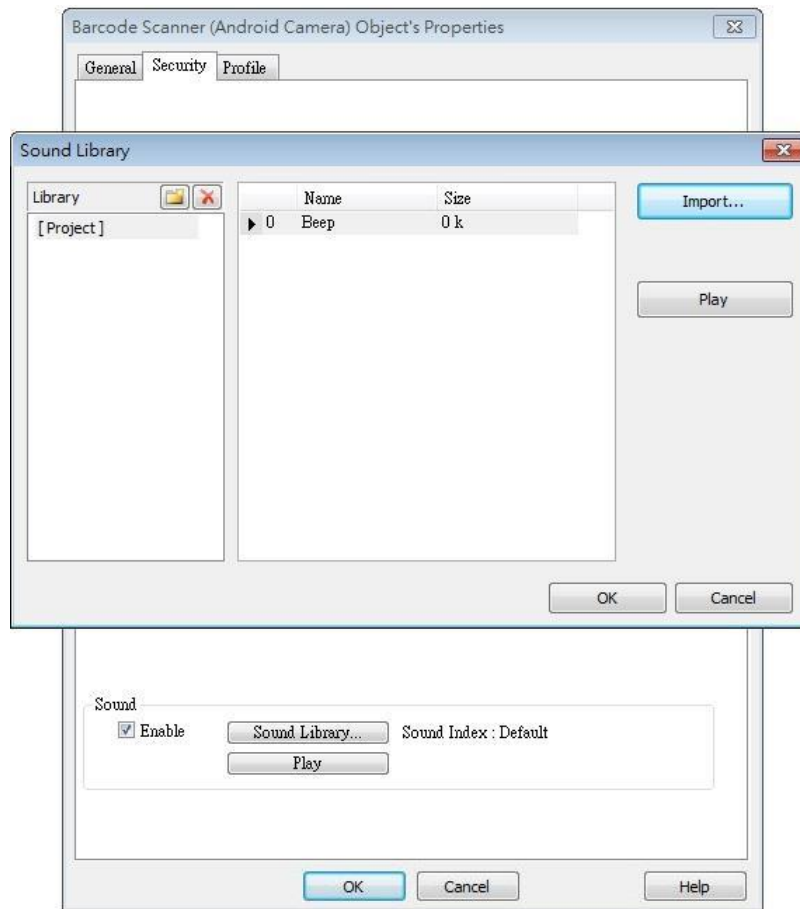 Barcode Scanner (Android Camera) Object's Properties
General Security Profile
Sound Library
Library
[Project]
Name Size
0 Beep 0 k
Import...
Play
OK Cancel
Sound
Enable Sound Library... Sound Index : Default
Play
OK Cancel Help